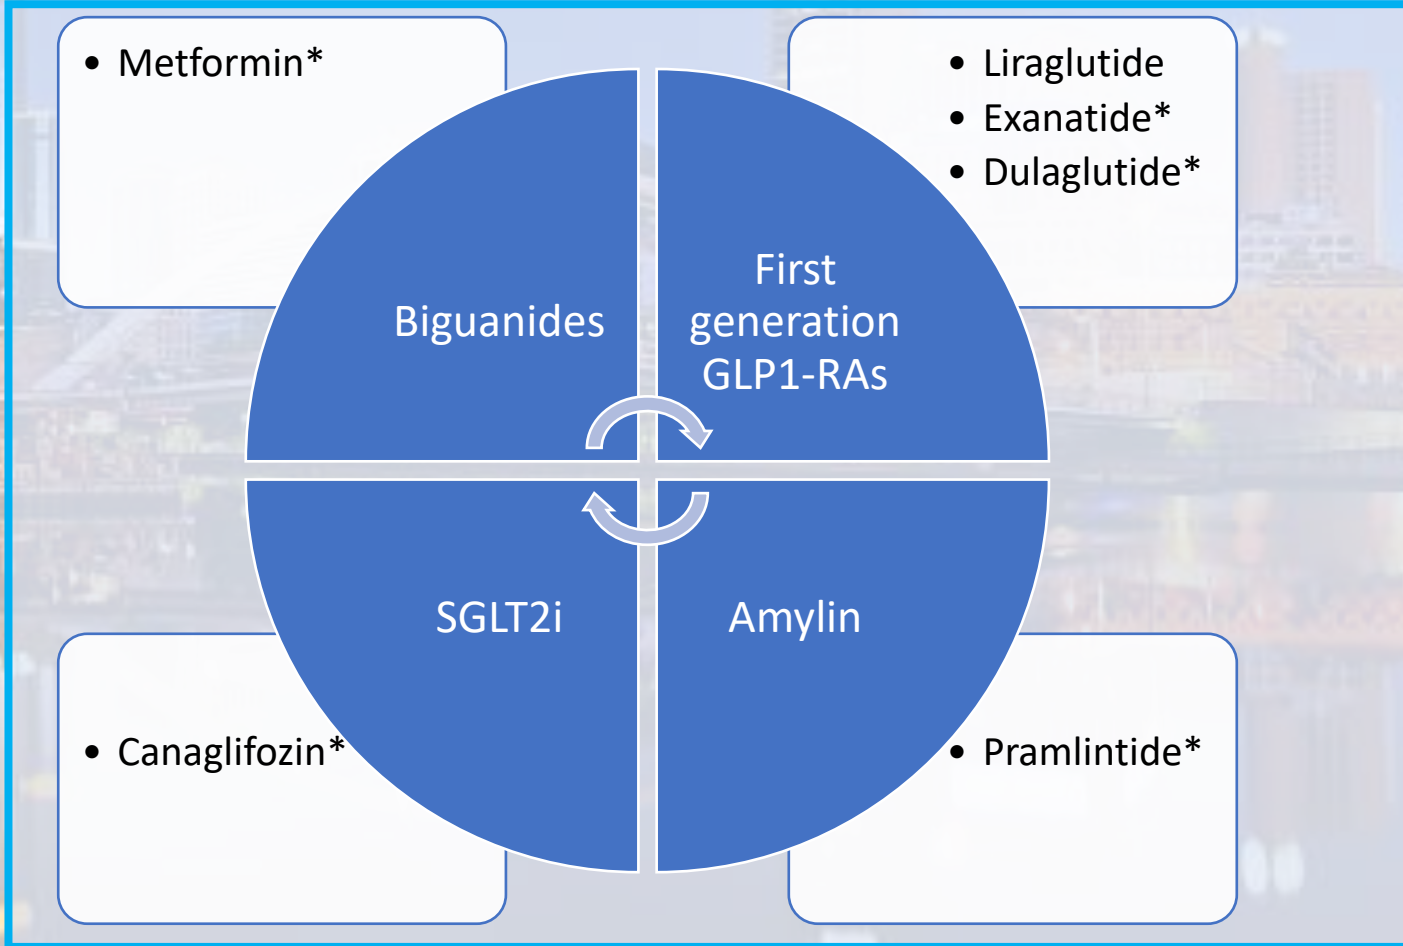 • Metformin*
• Liraglutide
• Exanatide*
• Dulaglutide*
Biguanides
First
generation
GLP1-RAs
SGLT2i
Amylin
• Canaglifozin*
• Pramlintide*